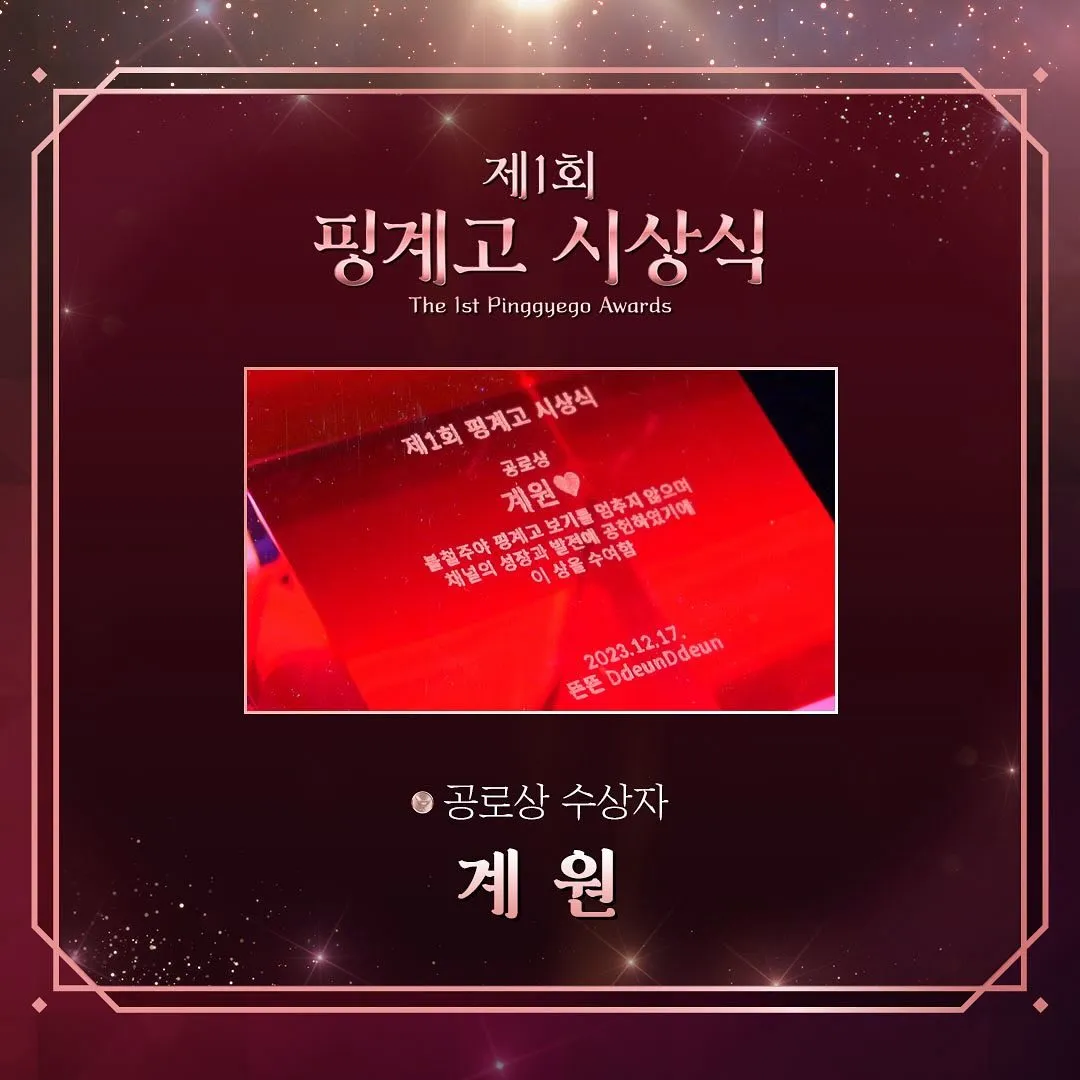 제1회
핑계고 시상식
The 1st Pinggyego Awards
제1회 핑계고 시상식
공로상
계원♥
불철주야 핑계고 보기를 멈추지 않으며
채널의 성장과 발전에 공헌하였기에
이 상을 수여함
2023.12.17.
뜬뜬 DdeunDdeun
공로상 수상자
계 원